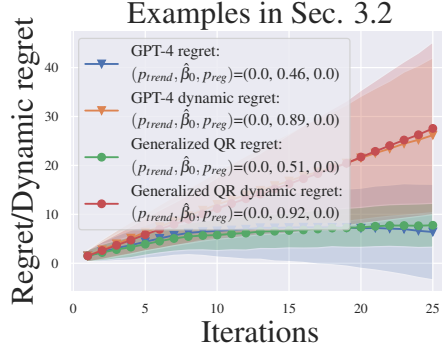 Examples in Sec. 3.2
Regret/Dynamic regret
40
30
20
10
0
GPT-4 regret:
(p_trend, β̂_0, p_reg)=(0.0, 0.46, 0.0)
GPT-4 dynamic regret:
(p_trend, β̂_0, p_reg)=(0.0, 0.89, 0.0)
Generalized QR regret:
(p_trend, β̂_0, p_reg)=(0.0, 0.51, 0.0)
Generalized QR dynamic regret:
(p_trend, β̂_0, p_reg)=(0.0, 0.92, 0.0)
0 5 10 15 20 25
Iterations